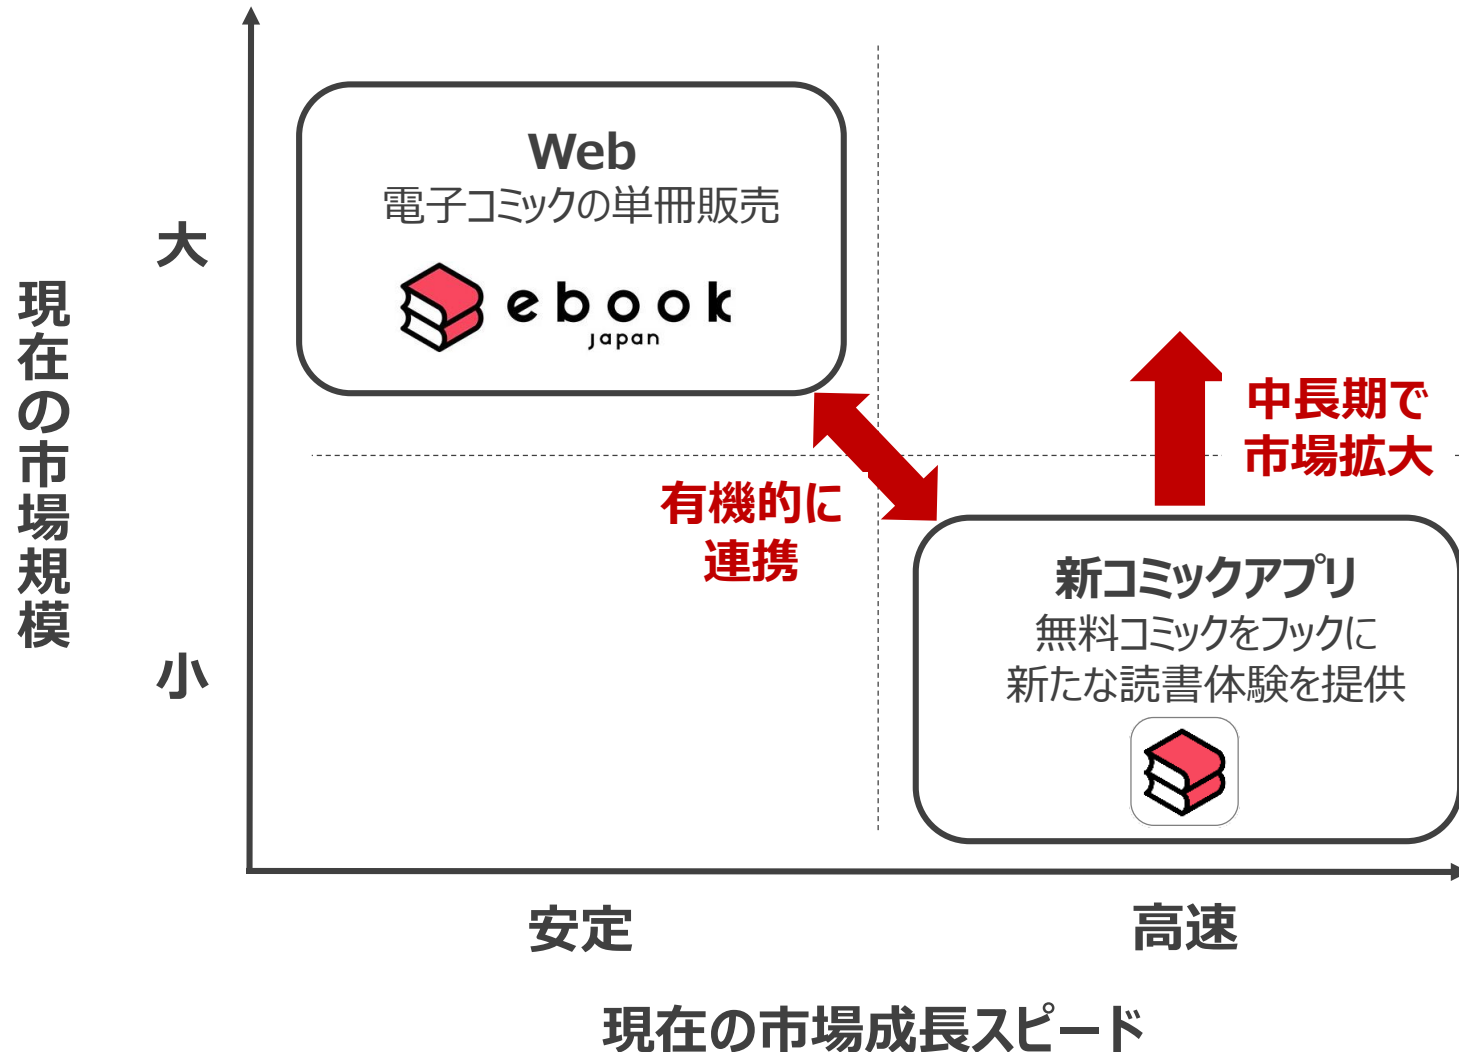 現在の市場規模
大
小
Web
電子コミックの単冊販売
ebook
japan
有機的に
連携
中長期で
市場拡大
新コミックアプリ
無料コミックをフックに
新たな読書体験を提供
安定
高速
現在の市場成長スピード